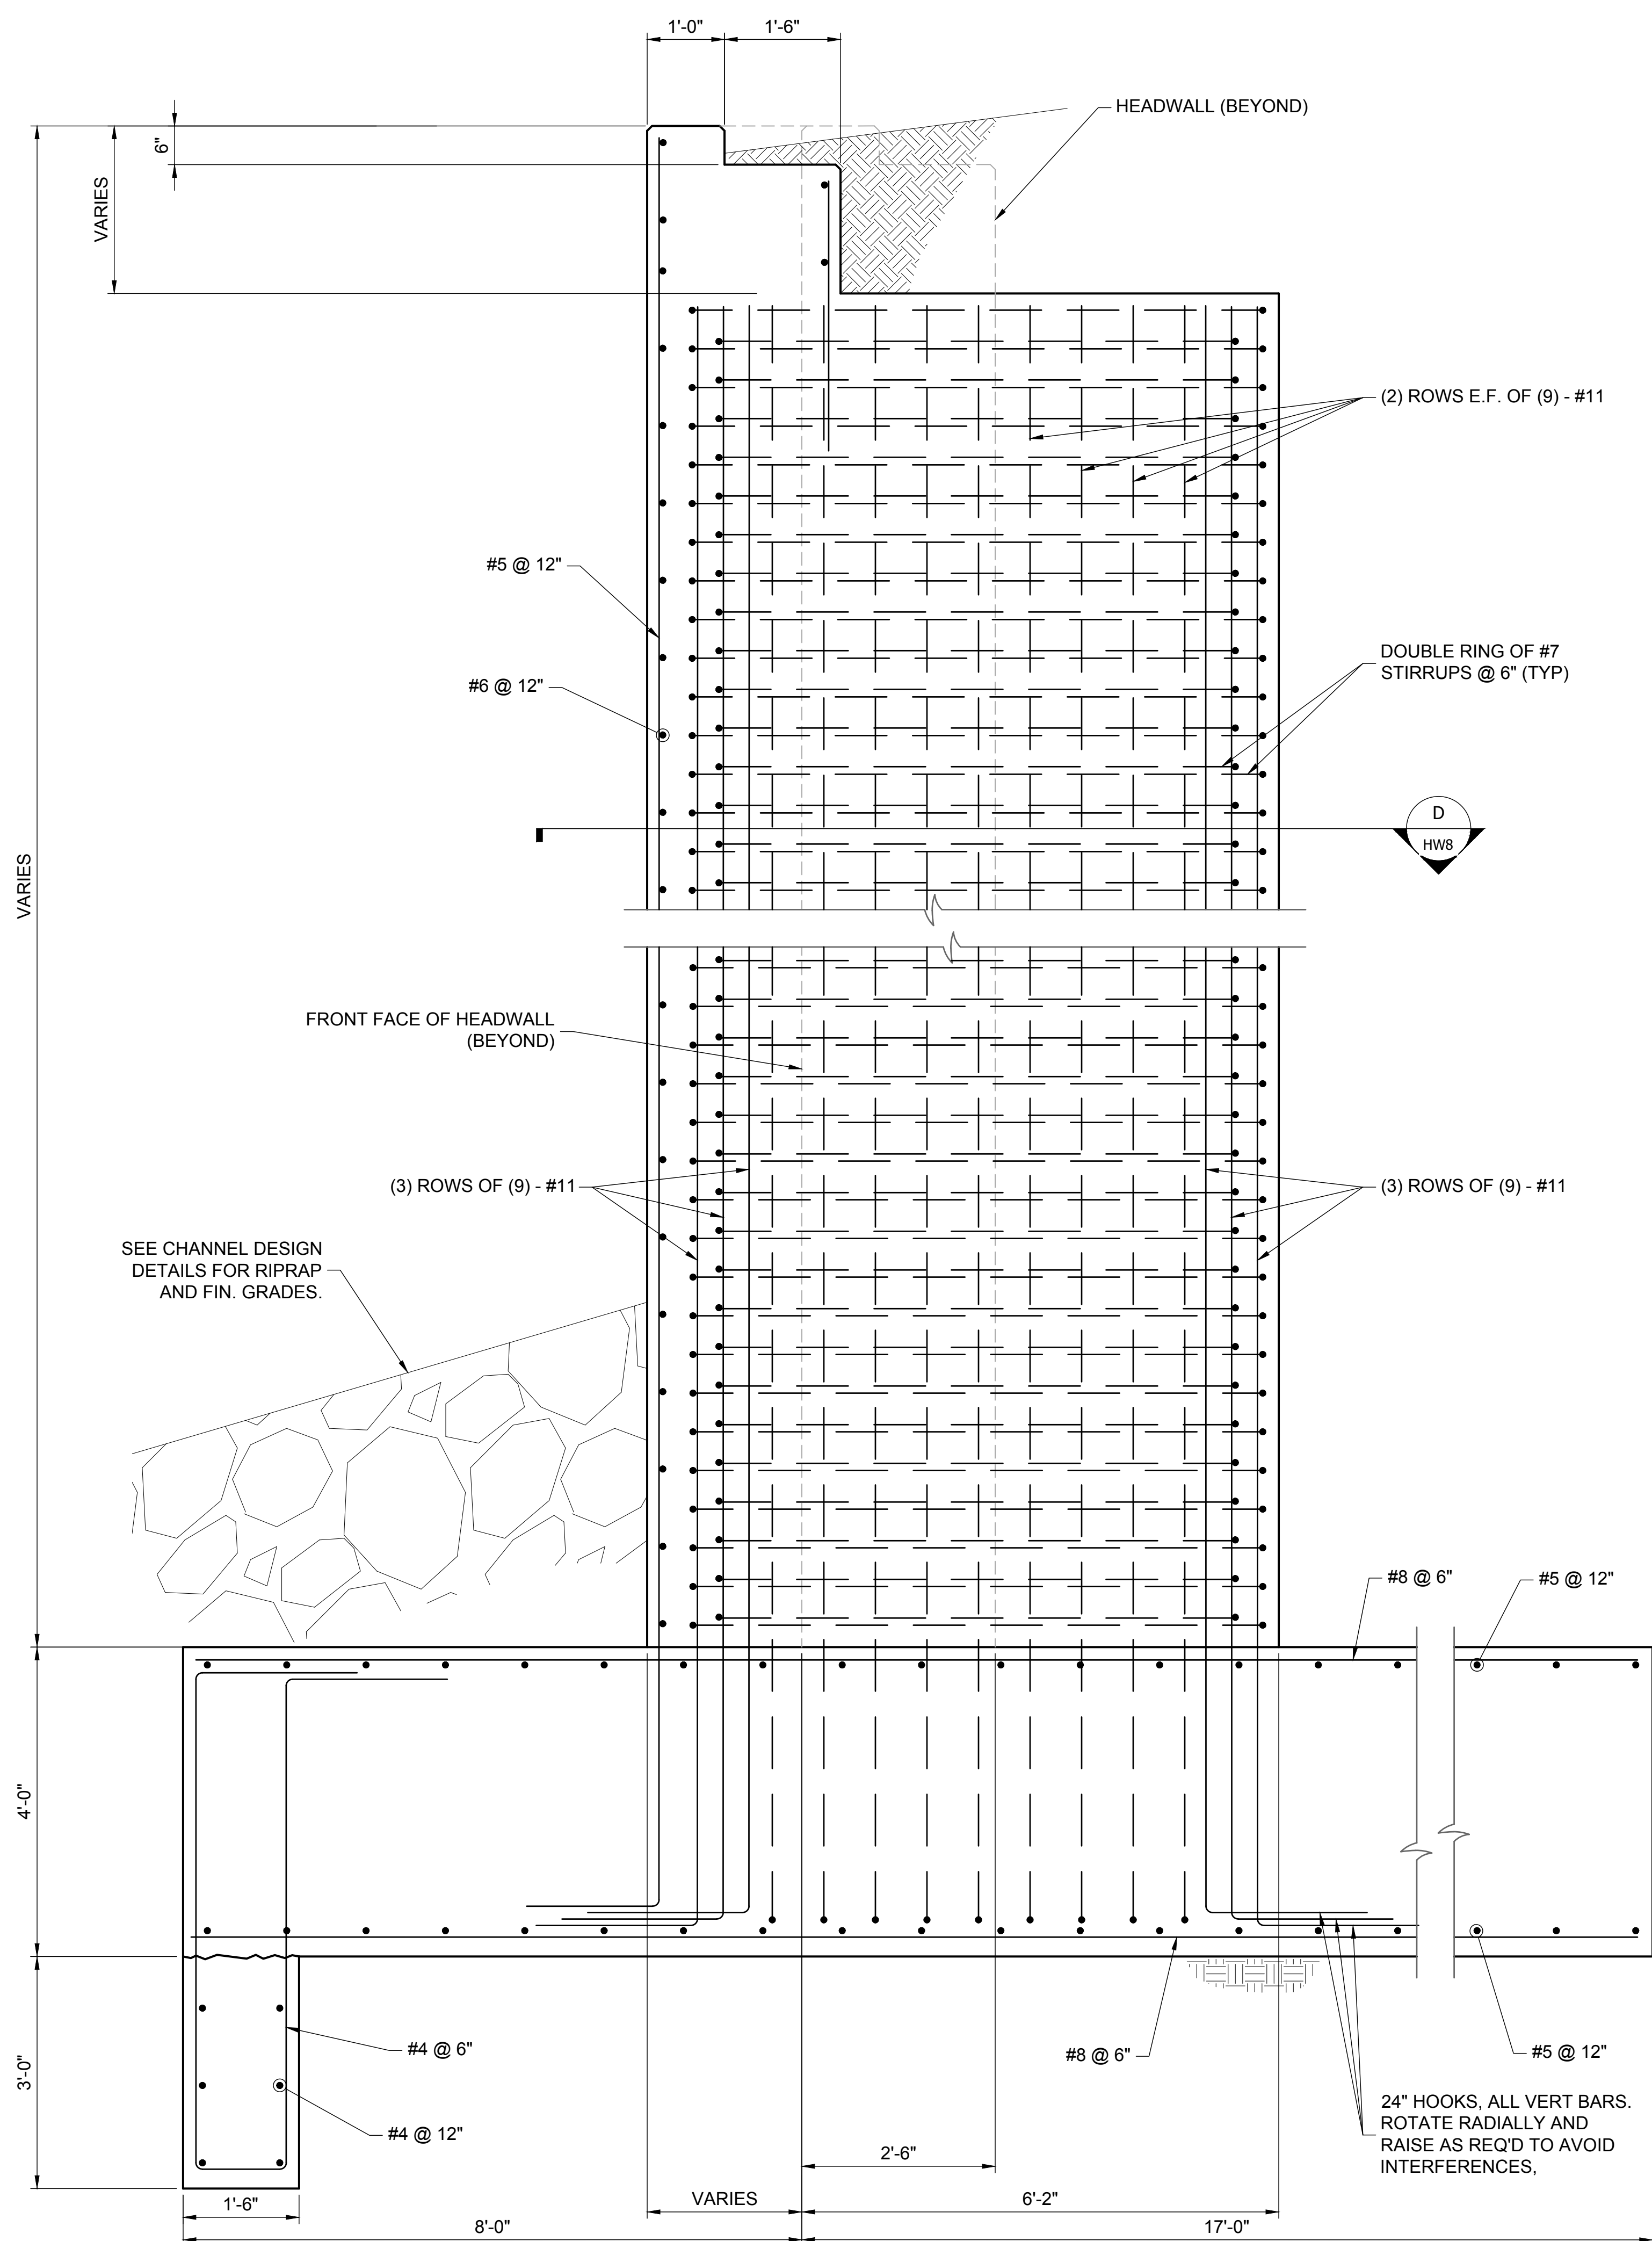 1'-0"
1'-6"
HEADWALL (BEYOND)
6"
VARIES
(2) ROWS E.F. OF (9) - #11
#5 @ 12"
DOUBLE RING OF #7
STIRRUPS @ 6" (TYP)
#6 @ 12"
D
HW8
VARIES
FRONT FACE OF HEADWALL
(BEYOND)
(3) ROWS OF (9) - #11
(3) ROWS OF (9) - #11
SEE CHANNEL DESIGN
DETAILS FOR RIPRAP
AND FIN. GRADES.
#8 @ 6"
#5 @ 12"
4'-0"
#4 @ 6"
#8 @ 6"
#5 @ 12"
3'-0"
#4 @ 12"
24" HOOKS, ALL VERT BARS.
ROTATE RADIALLY AND
RAISE AS REQ'D TO AVOID
INTERFERENCES,
2'-6"
1'-6"
VARIES
6'-2"
8'-0"
17'-0"